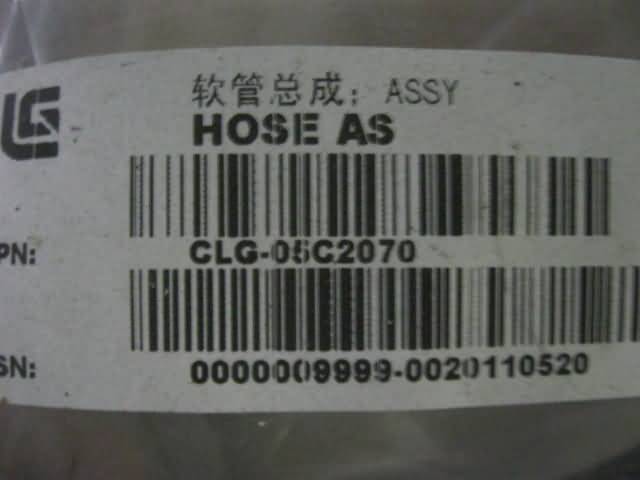 软管总成; ASSY
HOSE AS
PN: CLG-05C2070
SN: 0000009999-0020110520